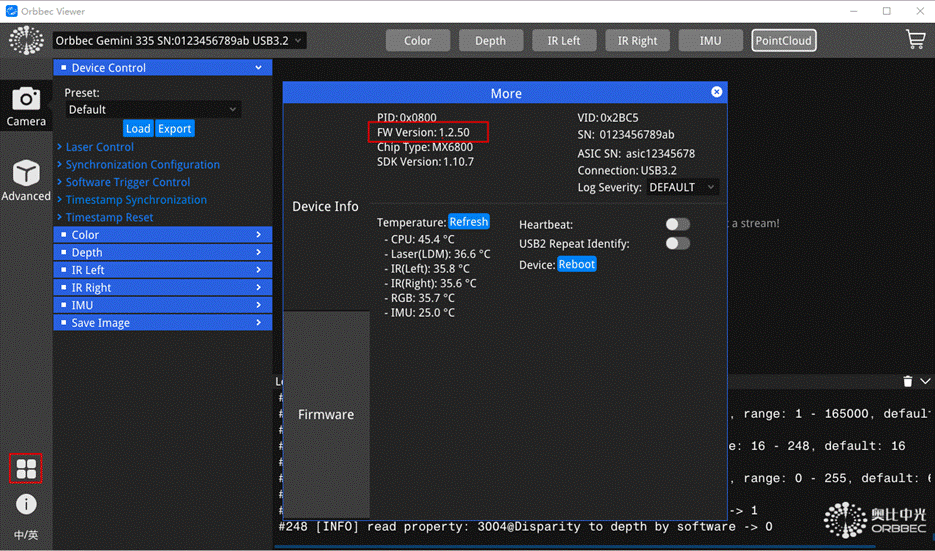 Orbbec Viewer
Orbbec Gemini 335 SN:0123456789ab USB3.2
Color
Depth
IR Left
IR Right
IMU
PointCloud
Camera
Advanced
中/英
Device Control
Preset:
Default
Load Export
Laser Control
Synchronization Configuration
Software Trigger Control
Timestamp Synchronization
Timestamp Reset
Color
Depth
IR Left
IR Right
IMU
Save Image
More
Device Info
Firmware
PID: 0x0800
FW Version: 1.2.50
Chip Type: MX6800
SDK Version: 1.10.7
VID: 0x2BC5
SN: 0123456789ab
ASIC SN: asic12345678
Connection: USB3.2
Log Severity: DEFAULT
Temperature: Refresh
- CPU: 45.4 °C
- Laser(LDM): 36.6 °C
- IR(Left): 35.8 °C
- IR(Right): 35.6 °C
- RGB: 35.7 °C
- IMU: 25.0 °C
Heartbeat:
USB2 Repeat Identify:
Device: Reboot
a stream!
, range: 1 - 165000, default
e: 16 - 248, default: 16
, range: 0 - 255, default:
-> 1
#248 [INFO] read property: 3004@Disparity to depth by software -> 0
奥比中光
ORBBEC